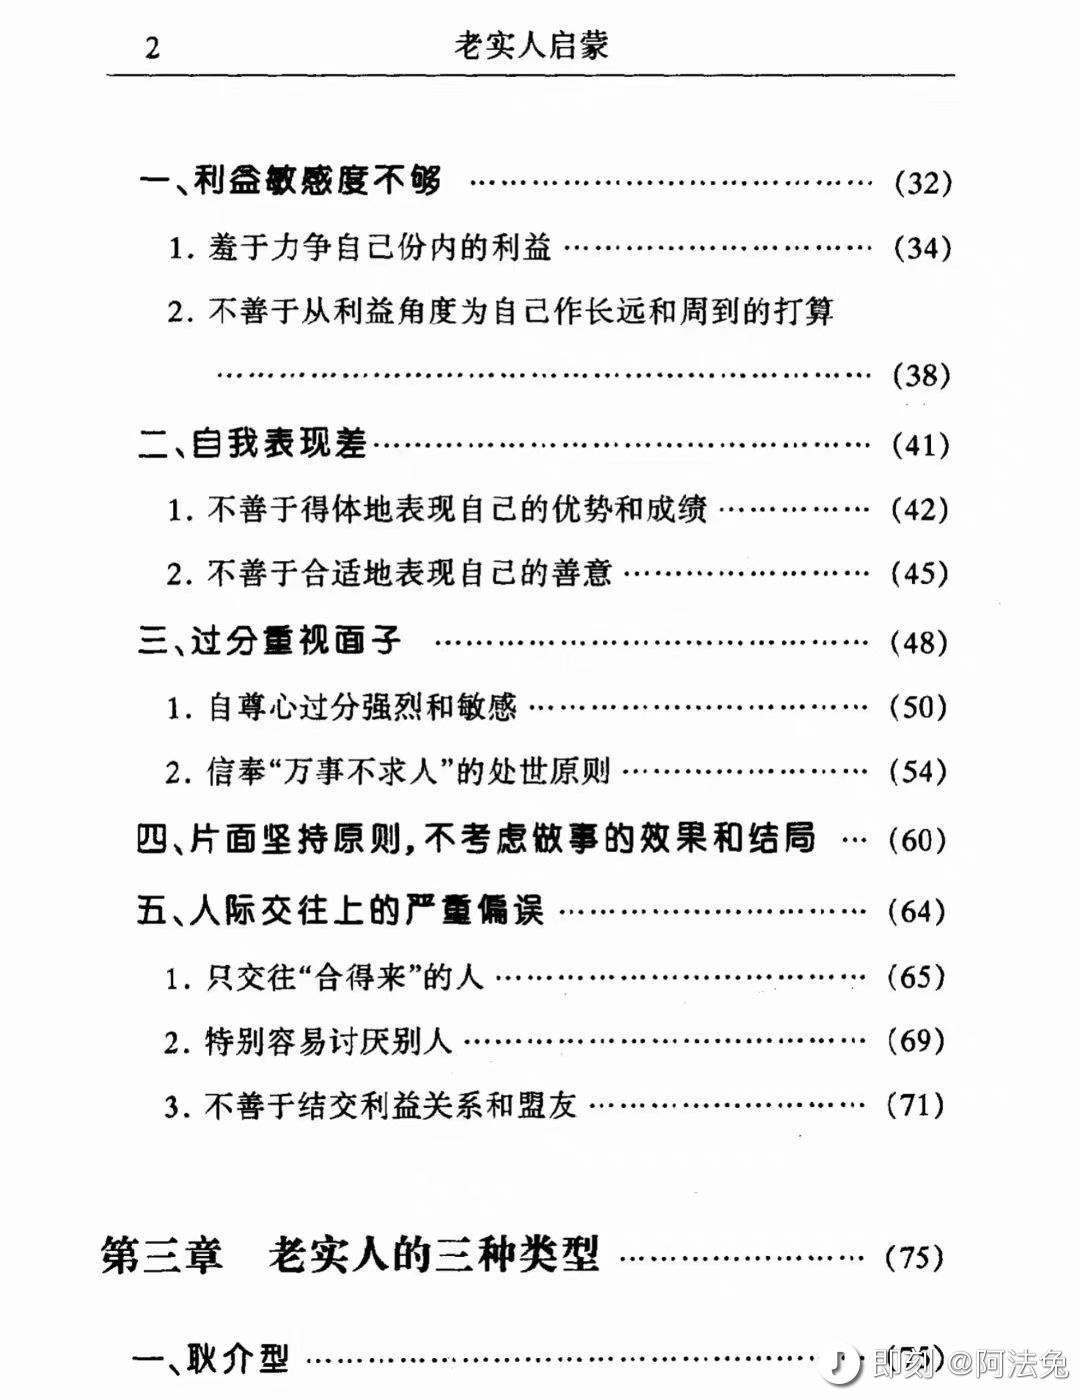 2 老实人启蒙
一、利益敏感度不够 ………………………………… (32)
1. 羞于力争自己份内的利益 ………………………… (34)
2. 不善于从利益角度为自己作长远和周到的打算
……………………………………………………… (38)
二、自我表现差 ………………………………………… (41)
1. 不善于得体地表现自己的优势和成绩 …………… (42)
2. 不善于合适地表现自己的善意 …………………… (45)
三、过分重视面子 …………………………………… (48)
1. 自尊心过分强烈和敏感 …………………………… (50)
2. 信奉“万事不求人”的处世原则 …………………… (54)
四、片面坚持原则,不考虑做事的效果和结局 … (60)
五、人际交往上的严重偏误 ………………………… (64)
1. 只交往“合得来”的人 ……………………………… (65)
2. 特别容易讨厌别人 ………………………………… (69)
3. 不善于结交利益关系和盟友 ……………………… (71)
第三章 老实人的三种类型 …………………… (75)
一、耿介型 ……………………………………………… (75)
即刻 @阿法兔